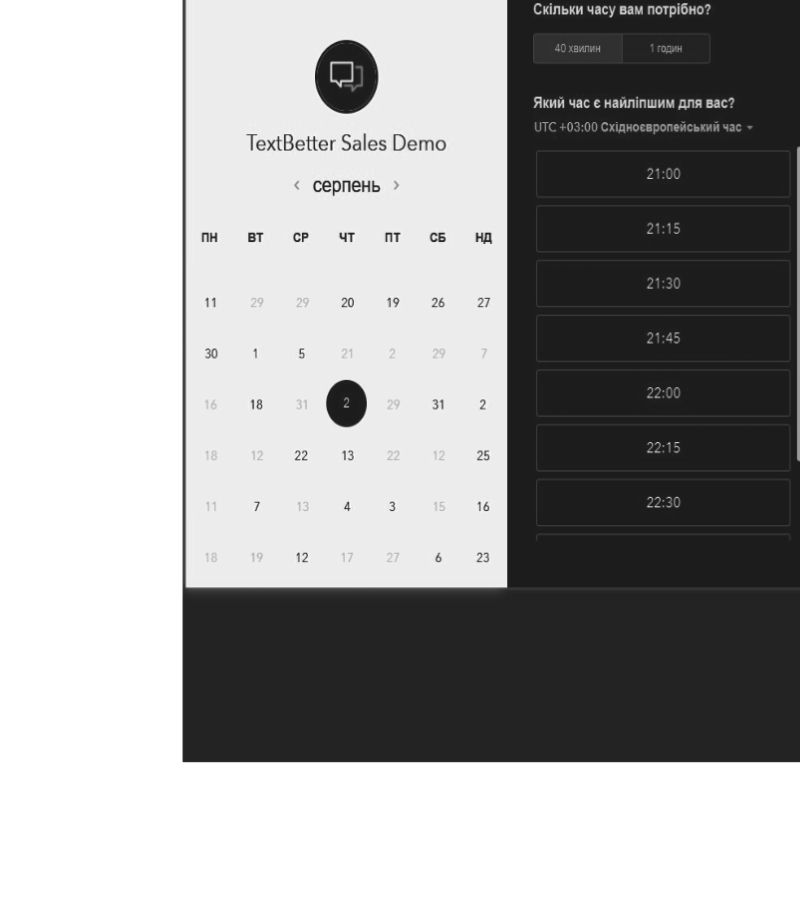 TextBetter Sales Demo
серпень
ПН ВТ СР ЧТ ПТ СБ НД
11 29 29 20 19 26 27
30 1 5 21 2 29 7
16 18 31 2 29 31 2
18 12 22 13 22 12 25
11 7 13 4 3 15 16
18 19 12 17 27 6 23
Скільки часу вам потрібно?
40 хвилин 1 годин
Який час є найліпшим для вас?
UTC +03:00 Східноєвропейський час
21:00
21:15
21:30
21:45
22:00
22:15
22:30